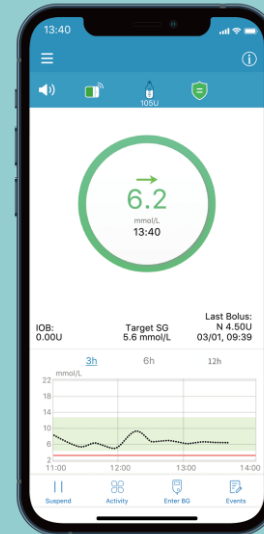 13:40
105U
6.2
mmol/L
13:40
IOB:
0.00U
Target SG
5.6 mmol/L
Last Bolus:
N 4.50U
03/01, 09:39
3h 6h 12h
mmol/L
22
18
14
10
6
2
11:00 12:00 13:00 14:00
Suspend Activity Enter BG Events